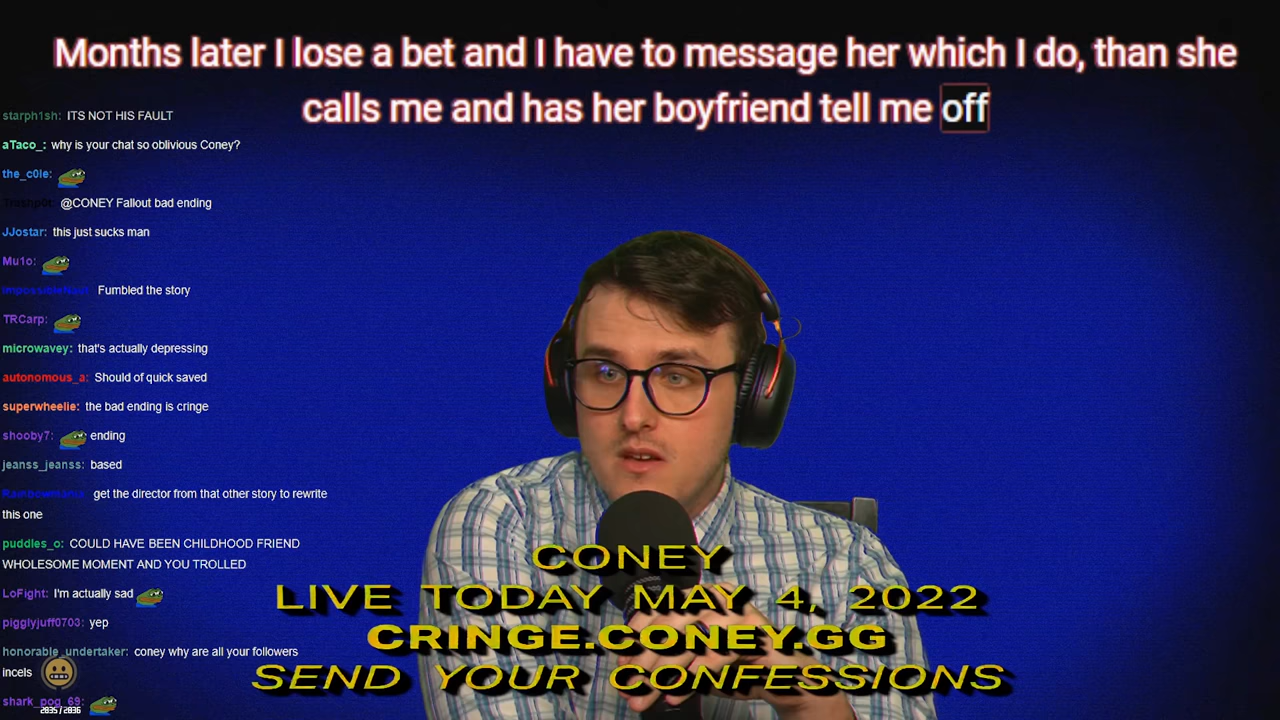 Months later I lose a bet and I have to message her which I do, than she
calls me and has her boyfriend tell me off
starph1sh: ITS NOT HIS FAULT
aTaco_: why is your chat so oblivious Coney?
the_c0le:
Trashp0t: @CONEY Fallout bad ending
JJostar: this just sucks man
Mu1o:
Fumbled the story
TRCarp:
microwavey: that's actually depressing
autonomous_a: Should of quick saved
superwheelie: the bad ending is cringe
shooby7: ending
jeanss_jeanss: based
get the director from that other story to rewrite
this one
puddles_o: COULD HAVE BEEN CHILDHOOD FRIEND
WHOLESOME MOMENT AND YOU TROLLED
LoFight: I'm actually sad
pigglyjuff0703: yep
honorable_undertaker: coney why are all your followers
incels
shark_pog_69:
2035/2036
CONEY
LIVE TODAY MAY 4, 2022
CRINGE.CONEY.GG
SEND YOUR CONFESSIONS